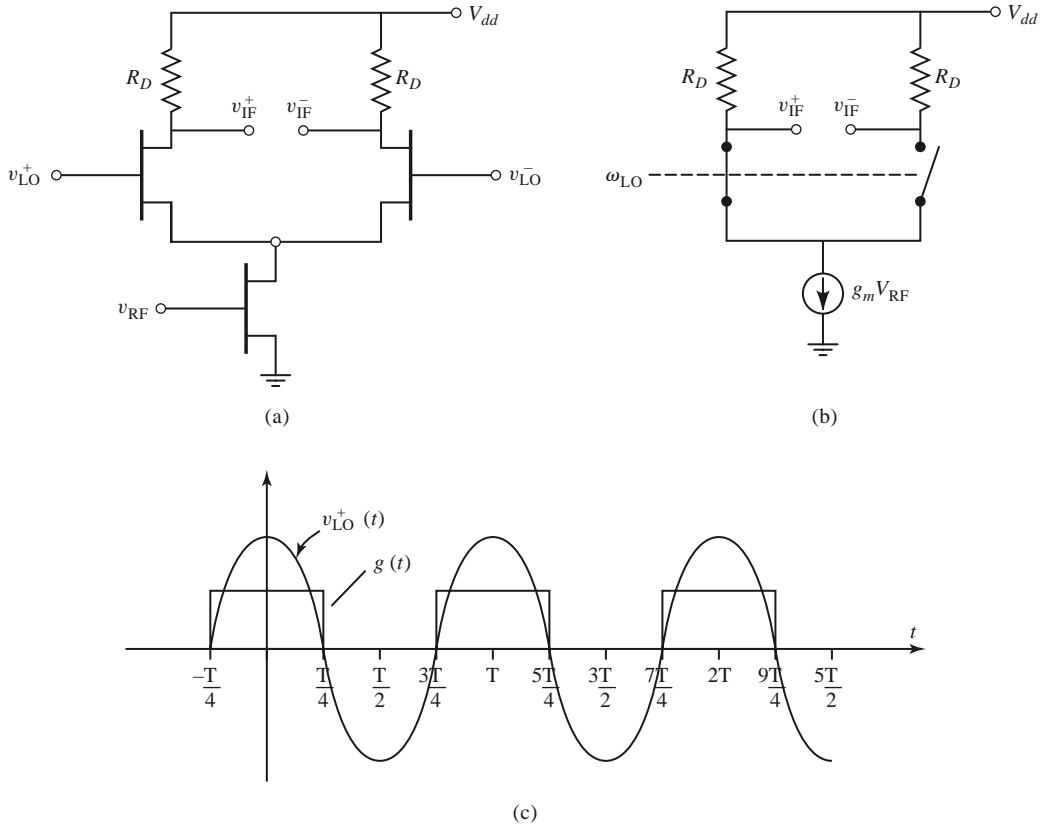 V_dd
R_D R_D
v_IF^+ v_IF^-
v_LO^+ v_LO^-
v_RF
(a)
V_dd
R_D R_D
v_IF^+ v_IF^-
ω_LO
g_m V_RF
(b)
v_LO^+ (t)
g (t)
t
−T/4 T/4 T/2 3T/4 T 5T/4 3T/2 7T/4 2T 9T/4 5T/2
(c)